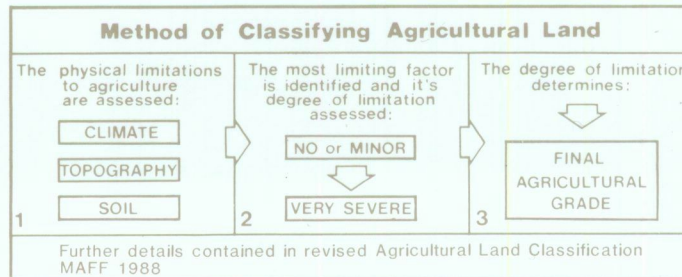 Method of Classifying Agricultural Land
The physical limitations
to agriculture
are assessed:
CLIMATE
TOPOGRAPHY
SOIL
1
The most limiting factor
is identified and it's
degree of limitation
assessed:
NO or MINOR
VERY SEVERE
2
The degree of limitation
determines:
FINAL
AGRICULTURAL
GRADE
3
Further details contained in revised Agricultural Land Classification
MAFF 1988